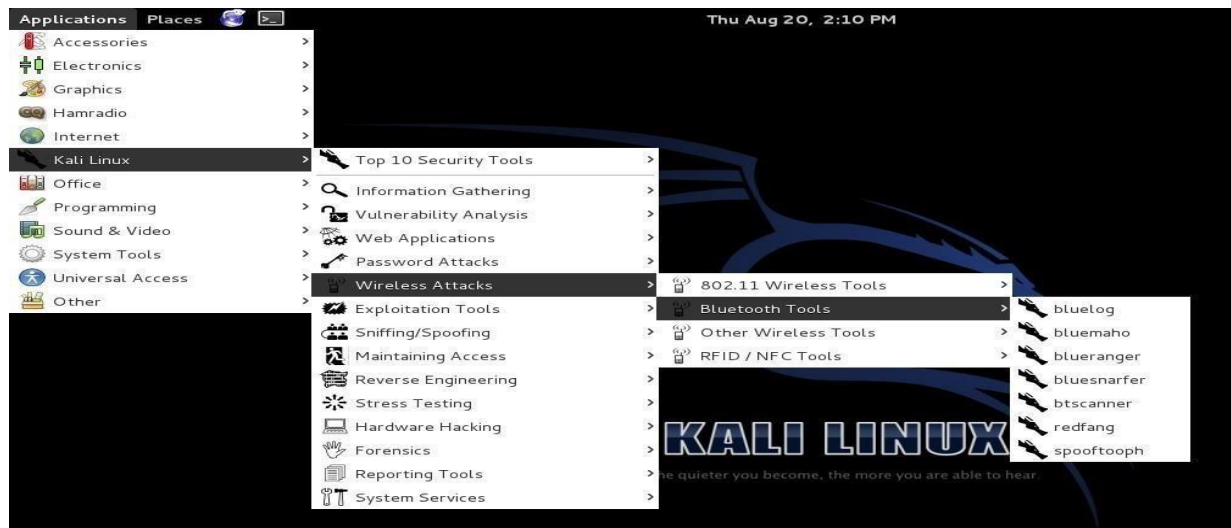 Applications Places Thu Aug 20, 2:10 PM
Accessories
Electronics
Graphics
Hamradio
Internet
Kali Linux
Office
Programming
Sound & Video
System Tools
Universal Access
Other
Top 10 Security Tools
Information Gathering
Vulnerability Analysis
Web Applications
Password Attacks
Wireless Attacks
Exploitation Tools
Sniffing/Spoofing
Maintaining Access
Reverse Engineering
Stress Testing
Hardware Hacking
Forensics
Reporting Tools
System Services
802.11 Wireless Tools
Bluetooth Tools
Other Wireless Tools
RFID / NFC Tools
bluelog
bluemaho
blueranger
bluesnarfer
btscanner
redfang
spooftooph
KALI LINUX
he quieter you become, the more you are able to hear.